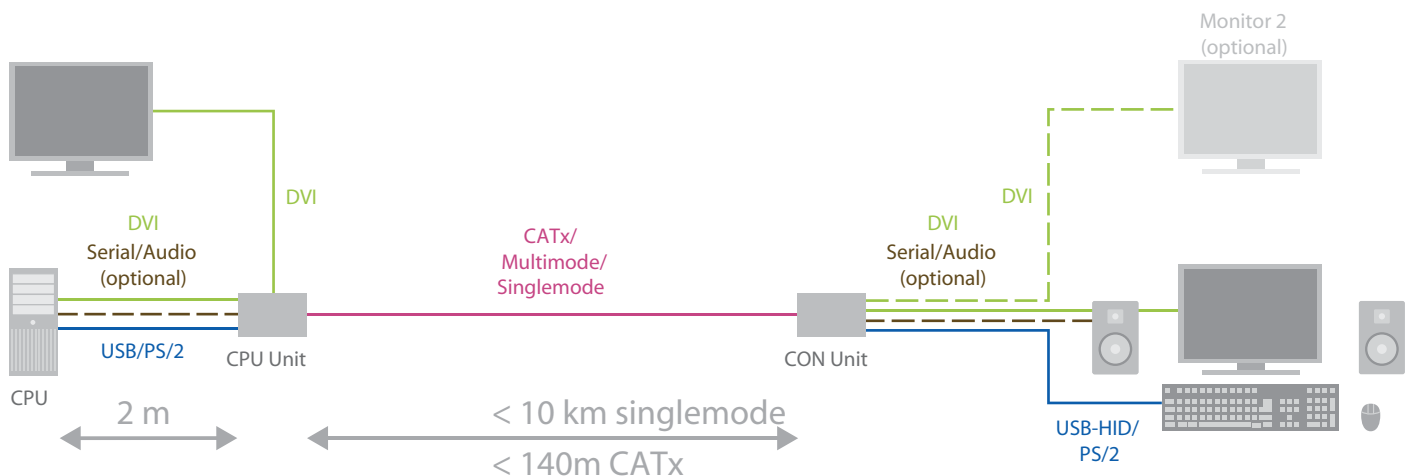 Monitor 2
(optional)
DVI
DVI
DVI
Serial/Audio
(optional)
CATx/
Multimode/
Singlemode
DVI
Serial/Audio
(optional)
USB/PS/2
CPU Unit
CON Unit
CPU
2 m
< 10 km singlemode
< 140m CATx
USB-HID/
PS/2